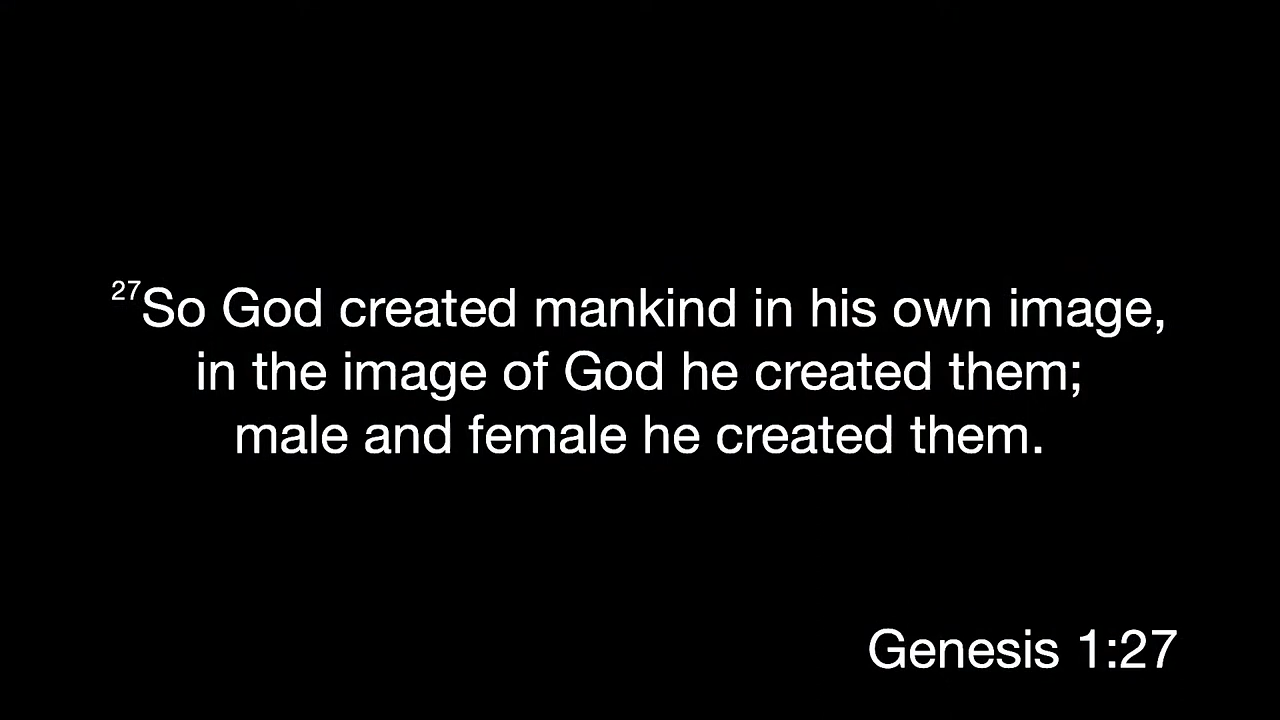 27So God created mankind in his own image,
in the image of God he created them;
male and female he created them.
Genesis 1:27